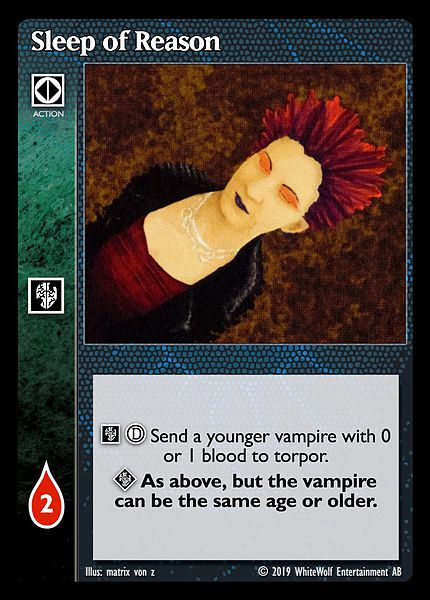 Sleep of Reason
ACTION
D Send a younger vampire with 0
or 1 blood to torpor.
As above, but the vampire
can be the same age or older.
2
Illus: matrix von z © 2019 WhiteWolf Entertainment AB